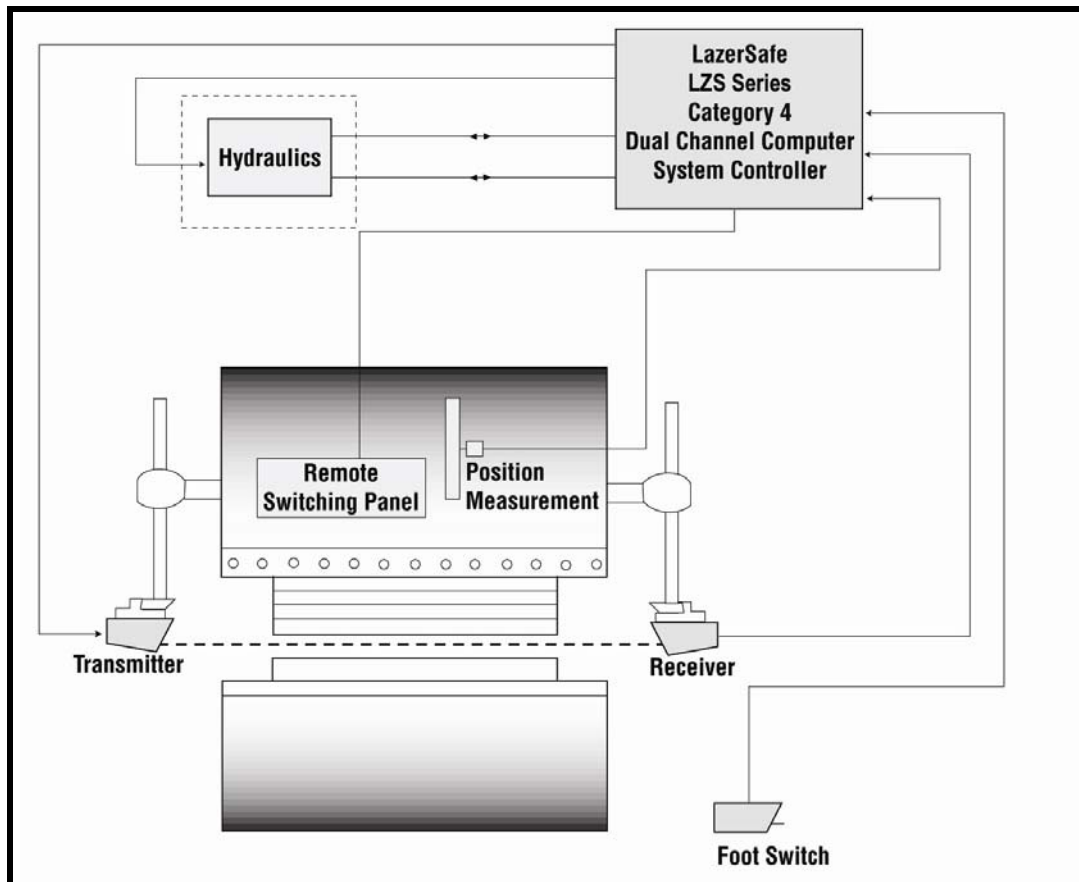 LazerSafe
LZS Series
Category 4
Dual Channel Computer
System Controller
Hydraulics
Remote
Switching Panel
Position
Measurement
Transmitter
Receiver
Foot Switch